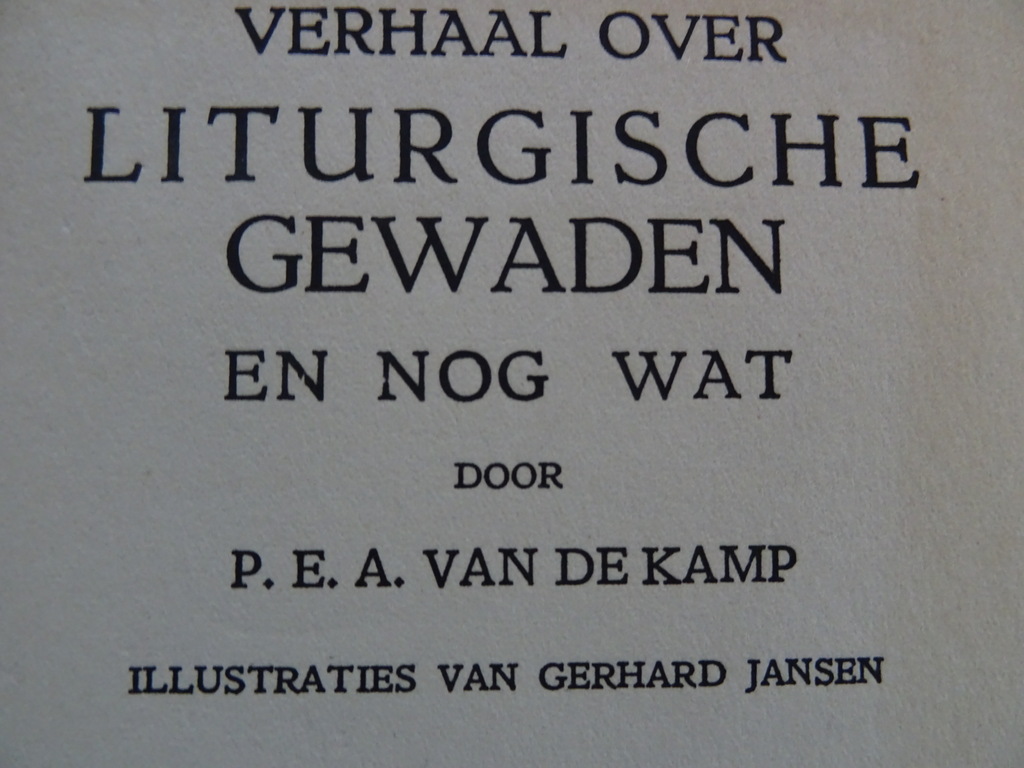 VERHAAL OVER
LITURGISCHE
GEWADEN
EN NOG WAT
DOOR
P. E. A. VAN DE KAMP
ILLUSTRATIES VAN GERHARD JANSEN